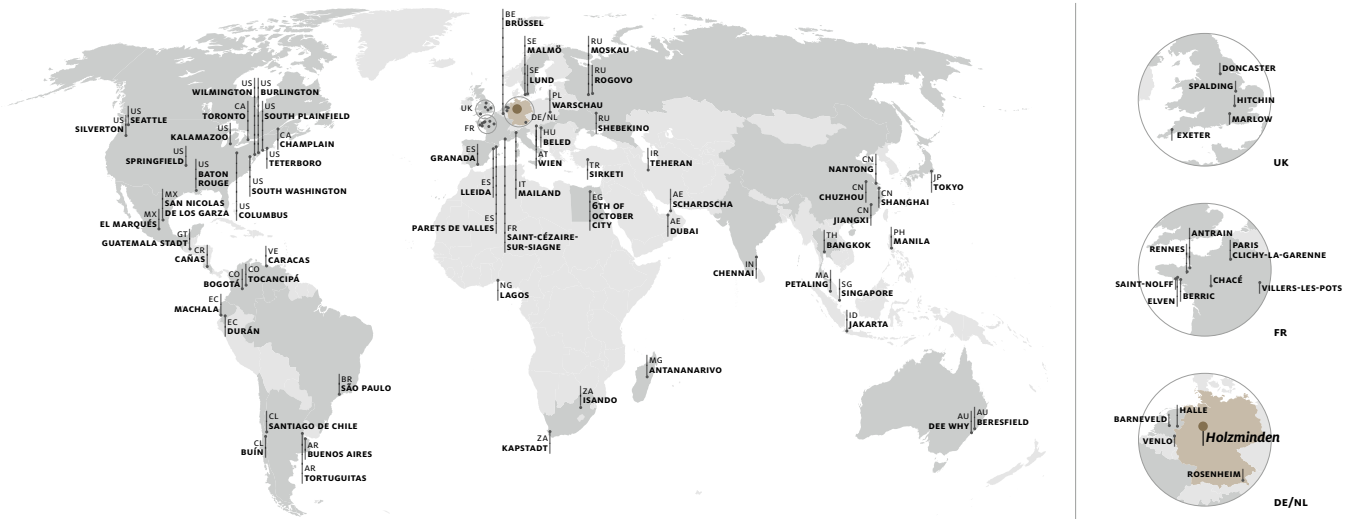 BE
BRÜSSEL
SE
MALMÖ
RU
MOSKAU
SE
LUND
RU
ROGOVO
PL
WARSCHAU
UK
DE/NL
RU
SHEBEKINO
FR
HU
BELED
ES
GRANADA
AT
WIEN
TR
SIRKETI
IR
TEHERAN
ES
LLEIDA
IT
MAILAND
EG
6TH OF
OCTOBER
CITY
AE
SCHARDSCHA
AE
DUBAI
ES
PARETS DE VALLES
FR
SAINT-CÉZAIRE-
SUR-SIAGNE
NG
LAGOS
MG
ANTANANARIVO
ZA
ISANDO
ZA
KAPSTADT
US
WILMINGTON
US
BURLINGTON
CA
TORONTO
US
SOUTH PLAINFIELD
US
SEATTLE
US
SILVERTON
US
KALAMAZOO
CA
CHAMPLAIN
US
SPRINGFIELD
US
TETERBORO
US
BATON
ROUGE
US
SOUTH WASHINGTON
MX
SAN NICOLAS
DE LOS GARZA
US
COLUMBUS
MX
EL MARQUÉS
GT
GUATEMALA STADT
CR
CAÑAS
VE
CARACAS
CO
BOGOTÁ
CO
TOCANCIPÁ
EC
MACHALA
EC
DURÁN
BR
SÃO PAULO
CL
SANTIAGO DE CHILE
CL
BUÍN
AR
BUENOS AIRES
AR
TORTUGUITAS
CN
NANTONG
JP
TOKYO
CN
CHUZHOU
CN
SHANGHAI
CN
JIANGXI
TH
BANGKOK
PH
MANILA
IN
CHENNAI
MA
PETALING
SG
SINGAPORE
ID
JAKARTA
AU
DEE WHY
AU
BERESFIELD
DONCASTER
SPALDING
HITCHIN
MARLOW
EXETER
UK
ANTRAIN
RENNES
PARIS
CLICHY-LA-GARENNE
SAINT-NOLFF
CHACÉ
VILLERS-LES-POTS
BERRIC
ELVEN
FR
HALLE
BARNEVELD
VENLO
Holzminden
ROSENHEIM
DE/NL